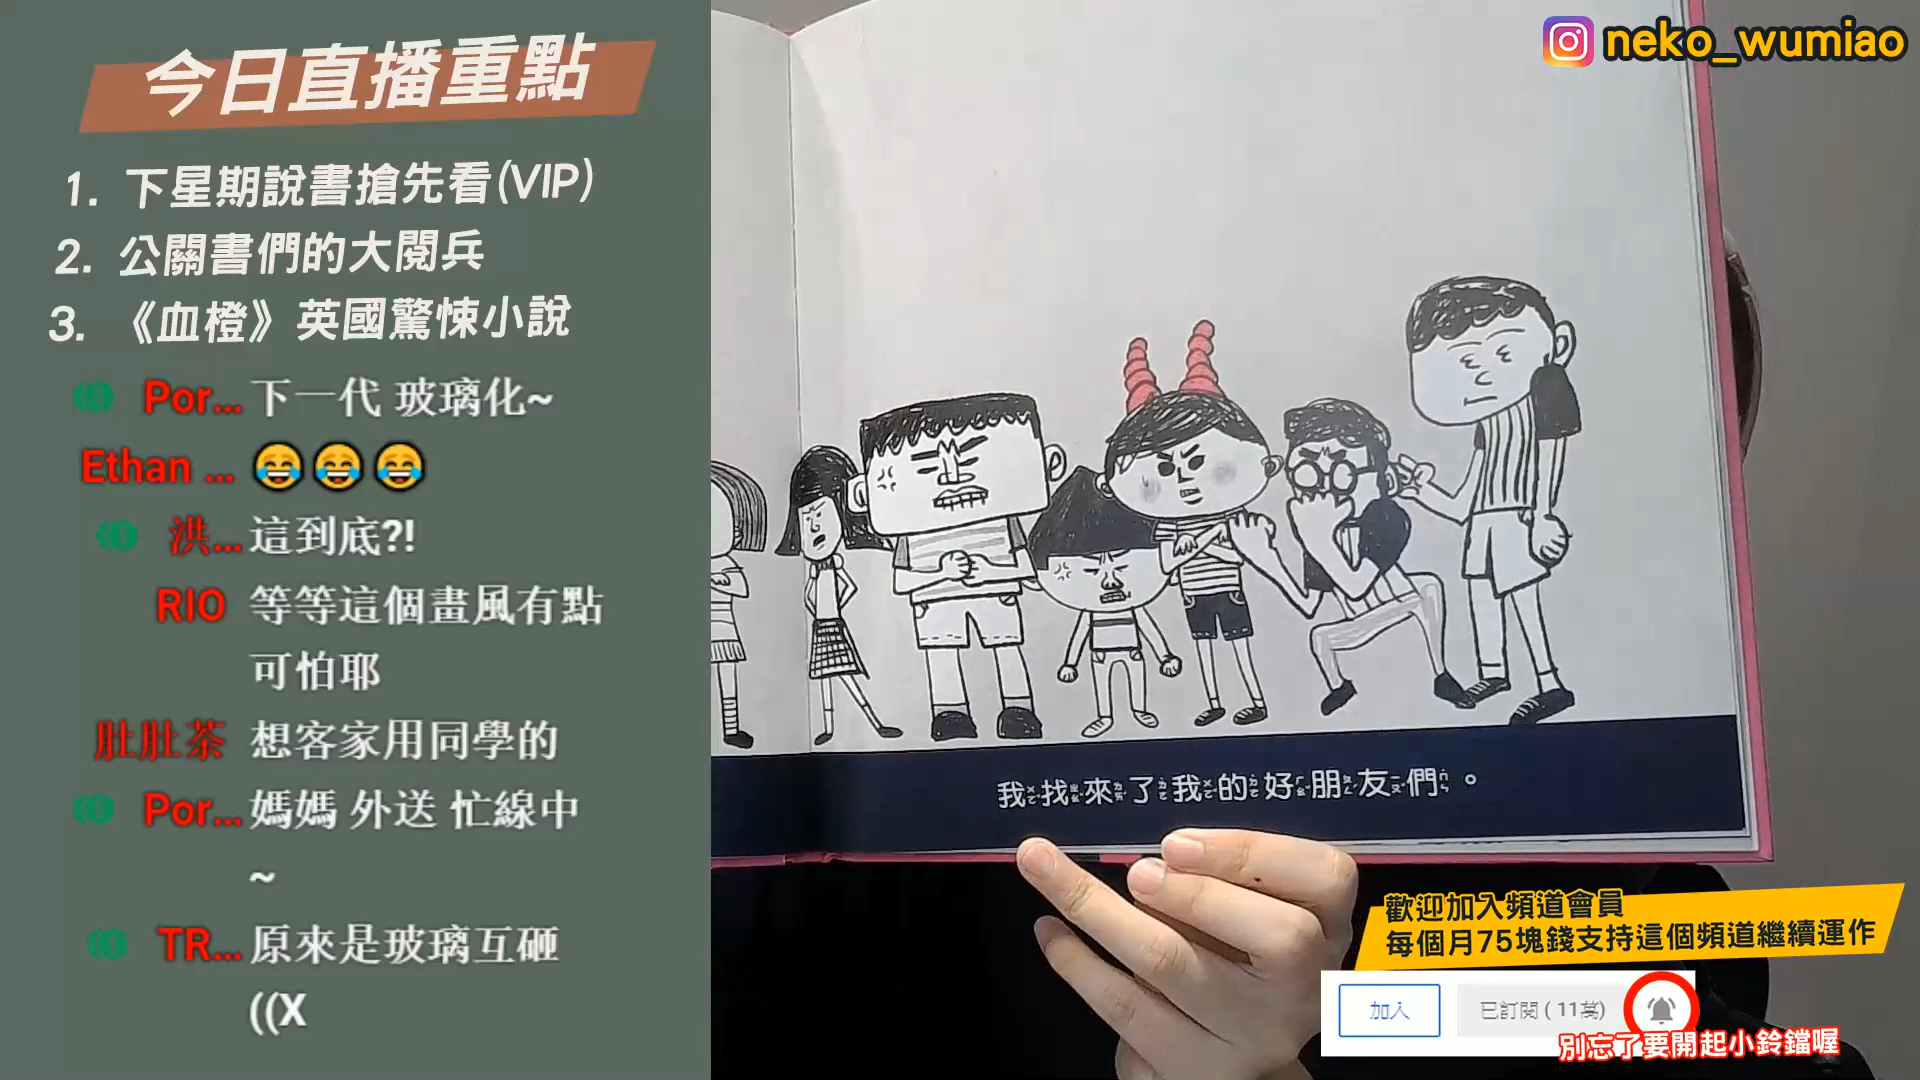 今日直播重點
1. 下星期說書搶先看(VIP)
2. 公關書們的大閱兵
3. 《血橙》英國驚悚小說
Por... 下一代 玻璃化~
Ethan ... 😂😂😂
洪... 這到底?!
RIO 等等這個畫風有點
可怕耶
肚肚茶 想客家用同學的
Por... 媽媽 外送 忙線中
~
TR... 原來是玻璃互砸
((X
neko_wumiao
我找來了我的好朋友們。
歡迎加入頻道會員
每個月75塊錢支持這個頻道繼續運作
加入
已訂閱 ( 11萬)
別忘了要開起小鈴鐺喔